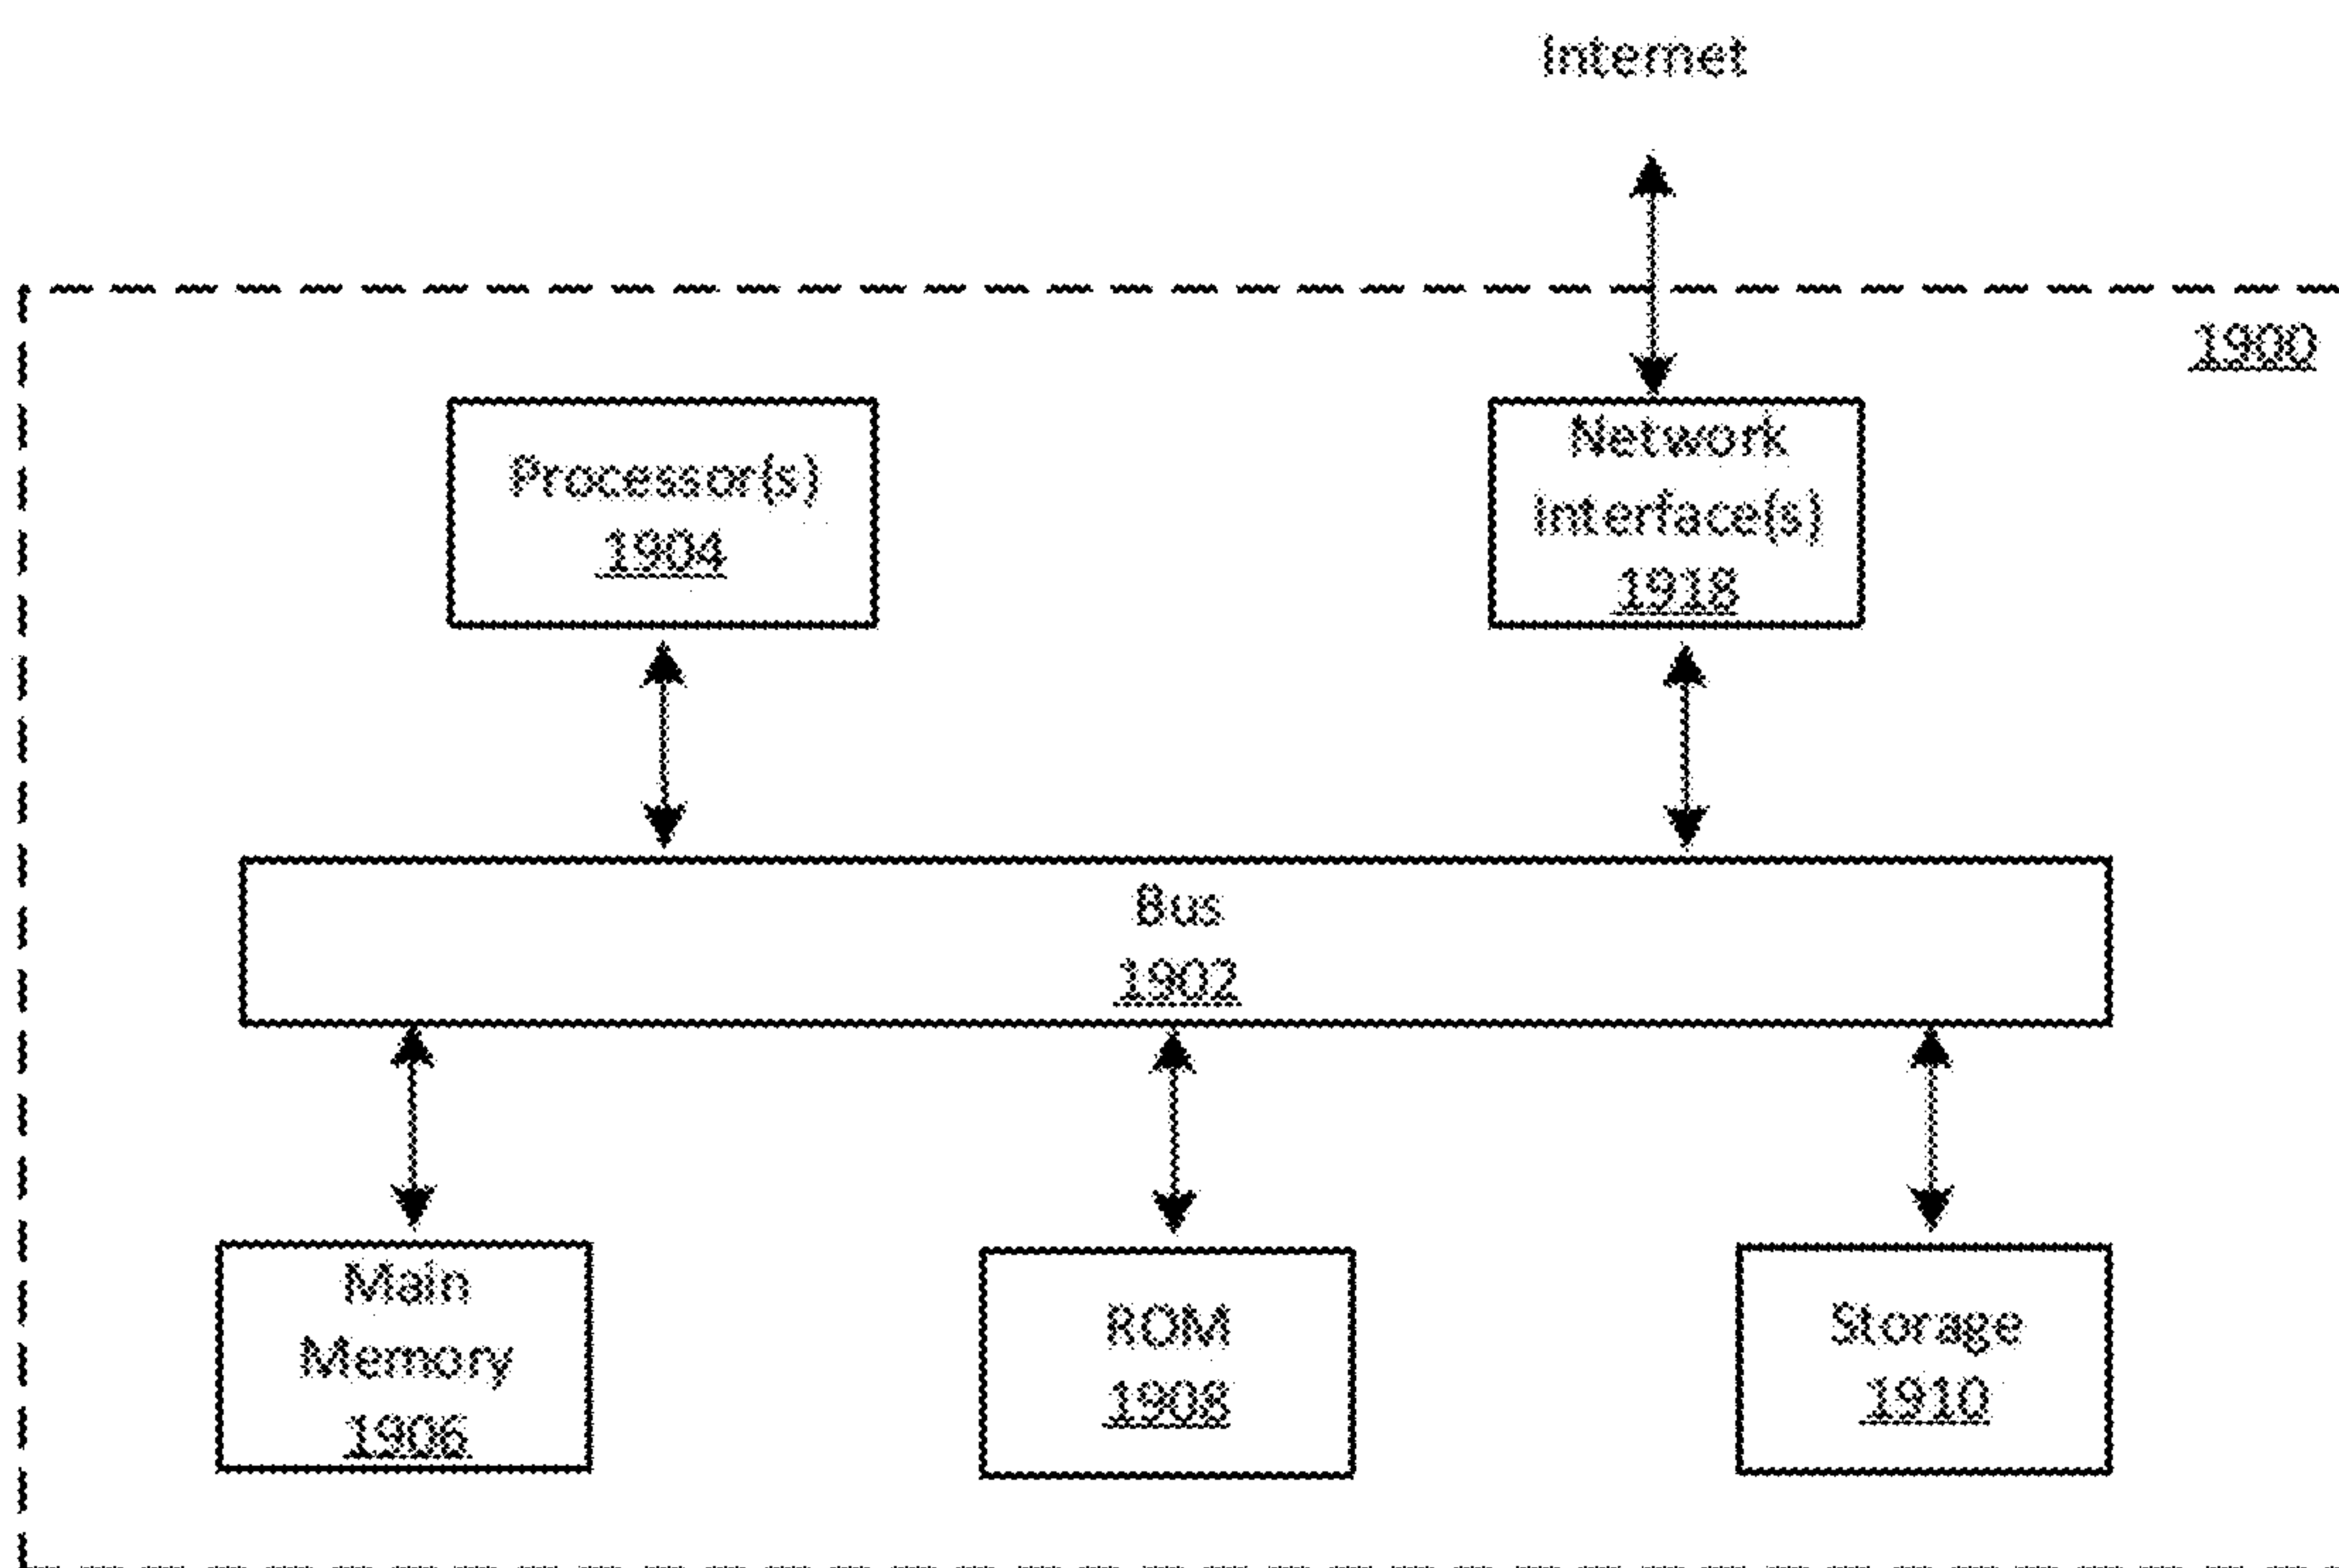 Internet
1900
Processor(s)
1904
Network
Interface(s)
1918
Bus
1902
Main
Memory
1906
ROM
1908
Storage
1910